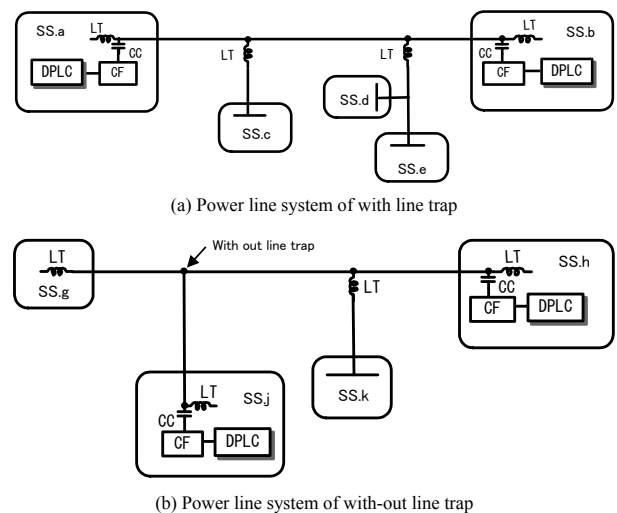 SS.a
LT
CC
DPLC
CF
LT
SS.c
LT
SS.d
SS.e
LT
SS.b
CC
CF
DPLC
(a) Power line system of with line trap
LT
SS.g
With out line trap
LT
SS.k
LT
SS.h
CC
CF
DPLC
LT
SS.j
CC
CF
DPLC
(b) Power line system of with-out line trap